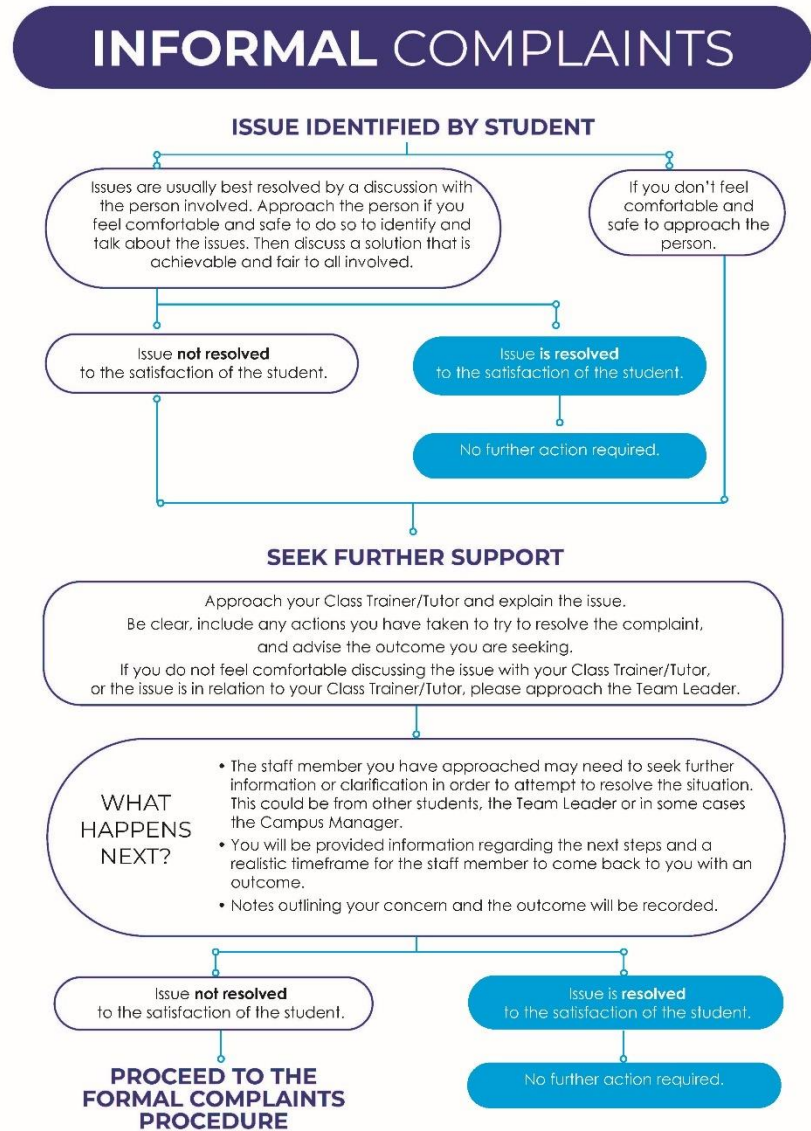 INFORMAL COMPLAINTS
ISSUE IDENTIFIED BY STUDENT
Issues are usually best resolved by a discussion with
the person involved. Approach the person if you
feel comfortable and safe to do so to identify and
talk about the issues. Then discuss a solution that is
achievable and fair to all involved.
If you don't feel
comfortable and
safe to approach the
person.
Issue not resolved
to the satisfaction of the student.
Issue is resolved
to the satisfaction of the student.
No further action required.
SEEK FURTHER SUPPORT
Approach your Class Trainer/Tutor and explain the issue.
Be clear, include any actions you have taken to try to resolve the complaint,
and advise the outcome you are seeking.
If you do not feel comfortable discussing the issue with your Class Trainer/Tutor,
or the issue is in relation to your Class Trainer/Tutor, please approach the Team Leader.
WHAT
HAPPENS
NEXT?
• The staff member you have approached may need to seek further
information or clarification in order to attempt to resolve the situation.
This could be from other students, the Team Leader or in some cases
the Campus Manager.
• You will be provided information regarding the next steps and a
realistic timeframe for the staff member to come back to you with an
outcome.
• Notes outlining your concern and the outcome will be recorded.
Issue not resolved
to the satisfaction of the student.
Issue is resolved
to the satisfaction of the student.
PROCEED TO THE
FORMAL COMPLAINTS
PROCEDURE
No further action required.